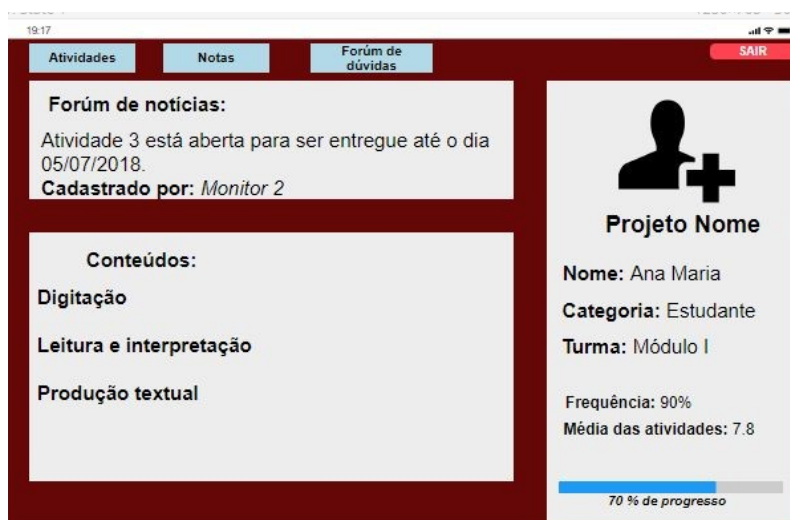 19:17
Atividades
Notas
Forúm de
dúvidas
SAIR
Forúm de notícias:
Atividade 3 está aberta para ser entregue até o dia
05/07/2018.
Cadastrado por: Monitor 2
Conteúdos:
Digitação
Leitura e interpretação
Produção textual
Projeto Nome
Nome: Ana Maria
Categoria: Estudante
Turma: Módulo I
Frequência: 90%
Média das atividades: 7.8
70 % de progresso